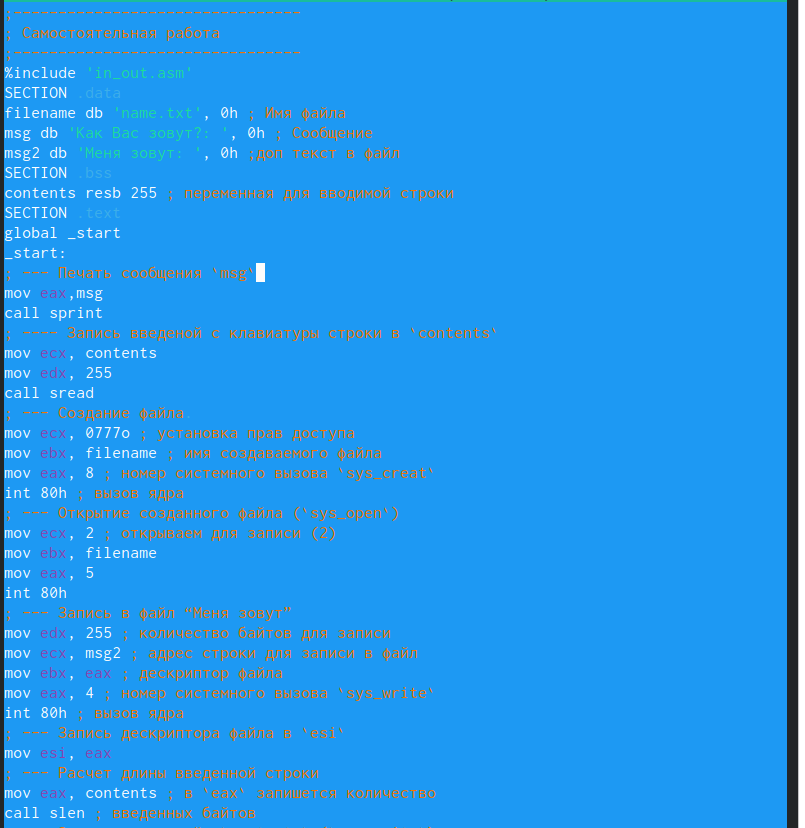 ;--------------------------------
; Самостоятельная работа
;--------------------------------
%include 'in_out.asm'
SECTION .data
filename db 'name.txt', 0h ; Имя файла
msg db 'Как Вас зовут?: ', 0h ; Сообщение
msg2 db 'Меня зовут: ', 0h ;доп текст в файл
SECTION .bss
contents resb 255 ; переменная для вводимой строки
SECTION .text
global _start
_start:
; --- Печать сообщения `msg`
mov eax,msg
call sprint
; ---- Запись введеной с клавиатуры строки в `contents`
mov ecx, contents
mov edx, 255
call sread
; --- Создание файла.
mov ecx, 0777o ; установка прав доступа
mov ebx, filename ; имя создаваемого файла
mov eax, 8 ; номер системного вызова `sys_creat`
int 80h ; вызов ядра
; --- Открытие созданного файла (`sys_open`)
mov ecx, 2 ; открываем для записи (2)
mov ebx, filename
mov eax, 5
int 80h
; --- Запись в файл “Меня зовут”
mov edx, 255 ; количество байтов для записи
mov ecx, msg2 ; адрес строки для записи в файл
mov ebx, eax ; дескриптор файла
mov eax, 4 ; номер системного вызова `sys_write`
int 80h ; вызов ядра
; --- Запись дескриптора файла в `esi`
mov esi, eax
; --- Расчет длины введенной строки
mov eax, contents ; в `eax` запишется количество
call slen ; введенных байтов